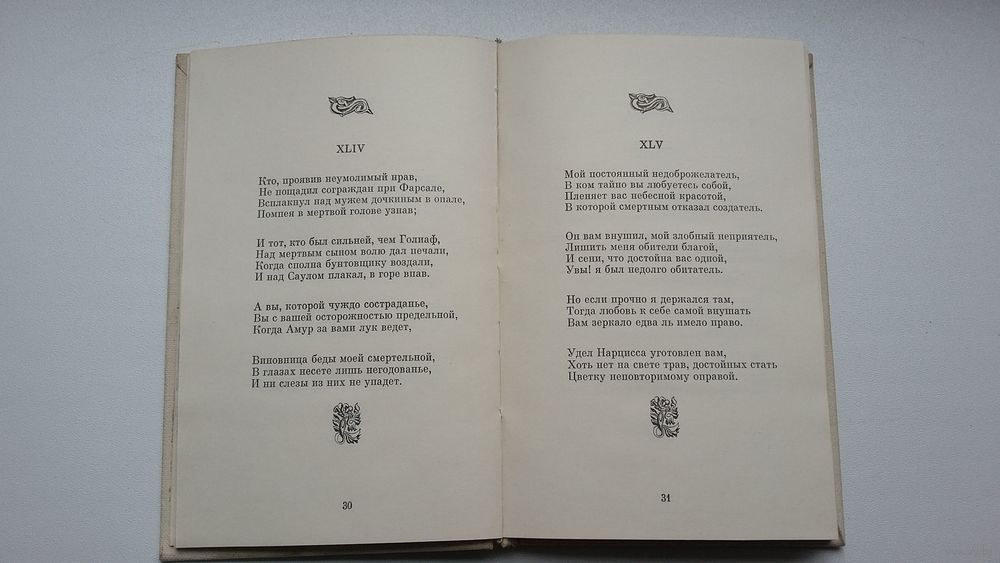 XLIV
Кто, проявив неумолимый нрав,
Не пощадил сограждан при Фарсале,
Всплакнул над мужем дочкиным в опале,
Помпея в мертвой голове узнав;
И тот, кто был сильней, чем Голиаф,
Над мертвым сыном волю дал печали,
Когда сполна бунтовщику воздали,
И над Саулом плакал, в горе впав.
А вы, которой чуждо состраданье,
Вы с вашей осторожностью предельной,
Когда Амур за вами лук ведет,
Виновница беды моей смертельной,
В глазах несете лишь негодованье,
И ни слезы из них не упадет.
30
XLV
Мой постоянный недоброжелатель,
В ком тайно вы любуетесь собой,
Пленяет вас небесной красотой,
В которой смертным отказал создатель.
Он вам внушил, мой злобный неприятель,
Лишить меня обители благой,
И сени, что достойна вас одной,
Увы! я был недолго обитатель.
Но если прочно я держался там,
Тогда любовь к себе самой внушать
Вам зеркало едва ль имело право.
Удел Нарцисса уготовлен вам,
Хоть нет на свете трав, достойных стать
Цветку неповторимому оправой.
31